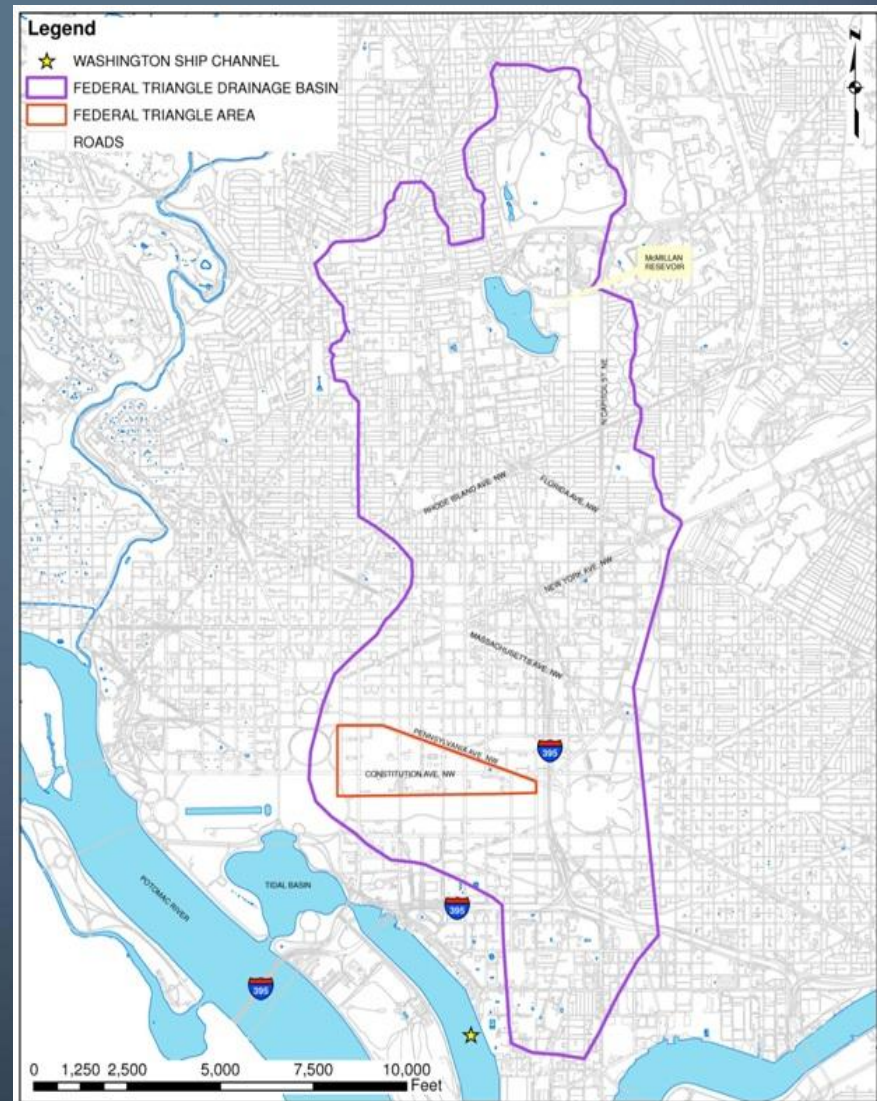 Legend
WASHINGTON SHIP CHANNEL
FEDERAL TRIANGLE DRAINAGE BASIN
FEDERAL TRIANGLE AREA
ROADS
N
McMILLAN
RESEVOIR
N CAPITOL ST. NE
RHODE ISLAND AVE. NW
FLORIDA AVE. NW
NEW YORK AVE. NW
MASSACHUSETTS AVE. NW
PENNSYLVANIA AVE. NW
395
CONSTITUTION AVE. NW
TIDAL BASIN
POTOMAC RIVER
395
395
0 1,250 2,500 5,000 7,500 10,000
Feet